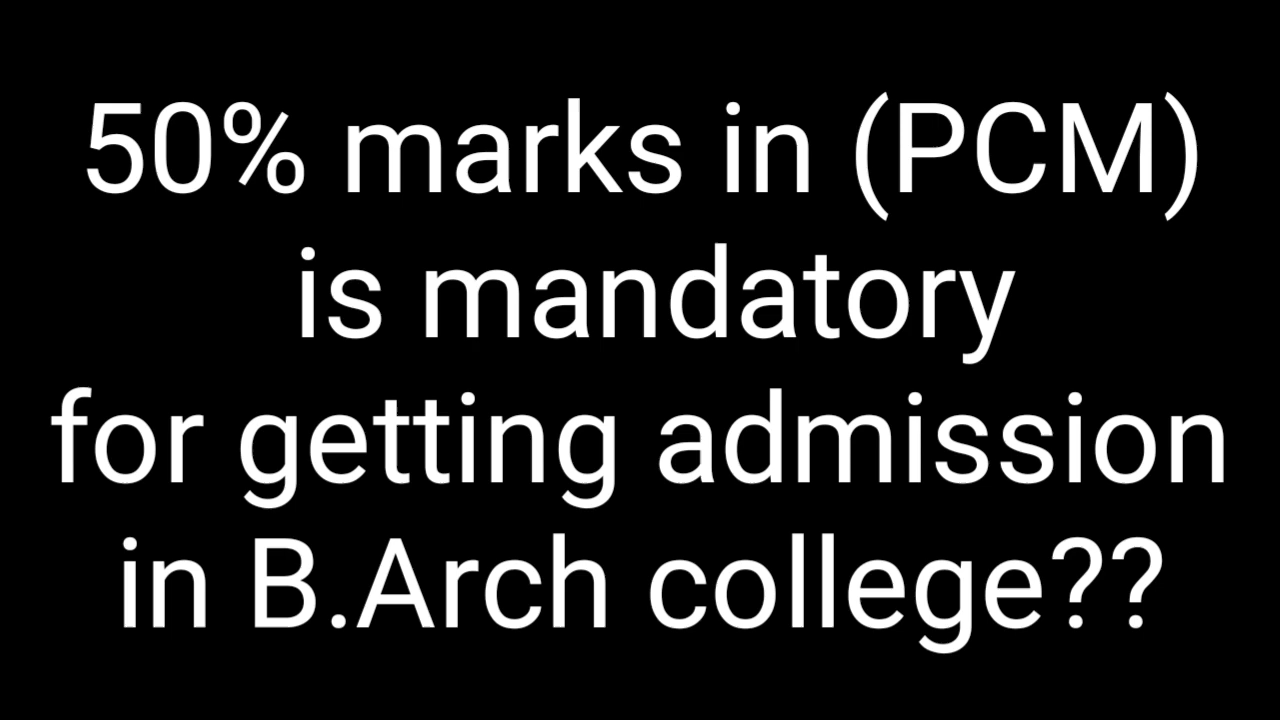 50% marks in (PCM)
is mandatory
for getting admission
in B.Arch college??